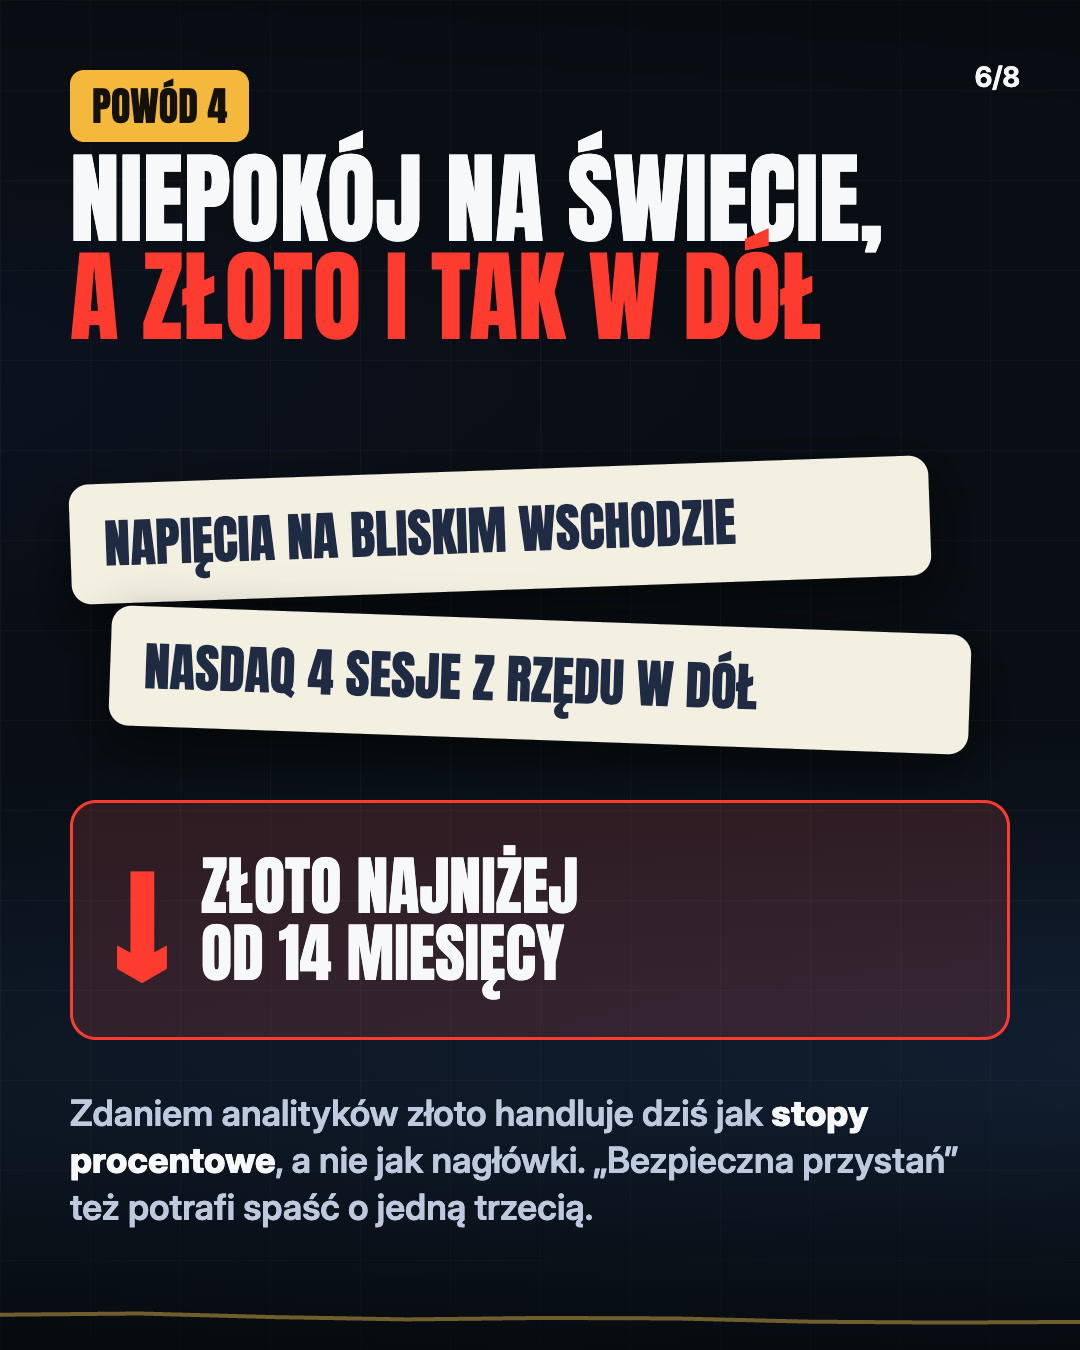 6/8
POWÓD 4
NIEPOKÓJ NA ŚWIECIE,
A ZŁOTO I TAK W DÓŁ
NAPIĘCIA NA BLISKIM WSCHODZIE
NASDAQ 4 SESJE Z RZĘDU W DÓŁ
ZŁOTO NAJNIŻEJ
OD 14 MIESIĘCY
Zdaniem analityków złoto handluje dziś jak stopy
procentowe, a nie jak nagłówki. „Bezpieczna przystań”
też potrafi spaść o jedną trzecią.